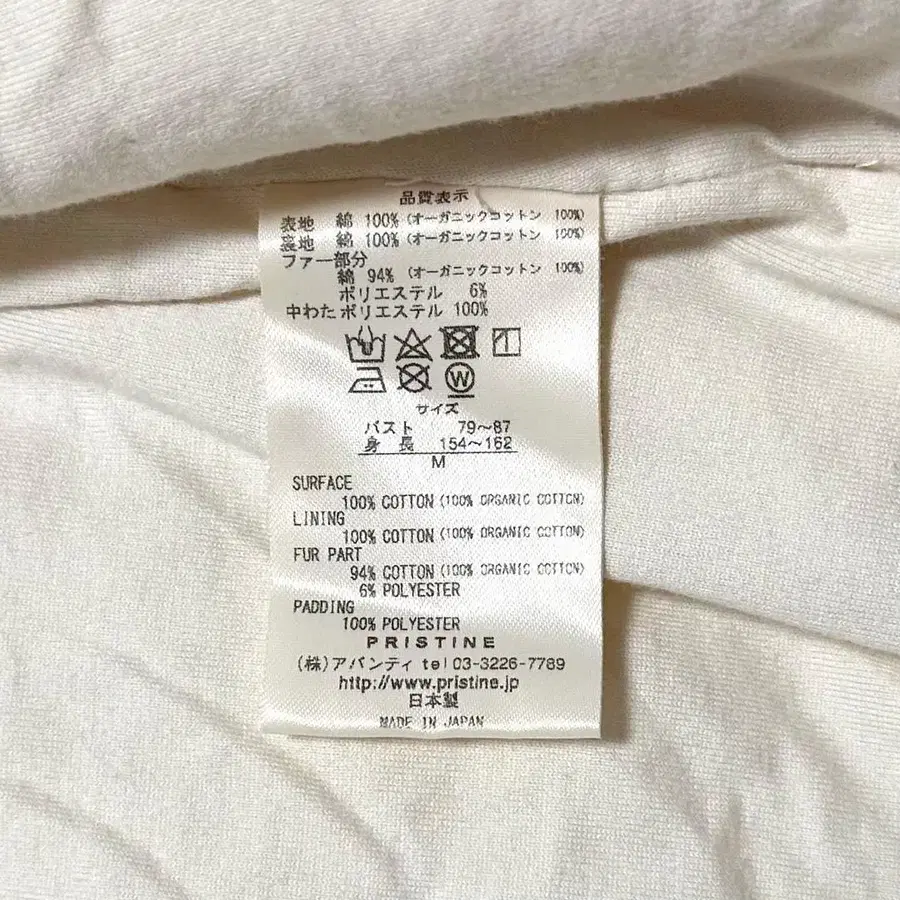 品質表示
表地 綿 100% (オーガニックコットン 100%)
裏地 綿 100% (オーガニックコットン 100%)
ファー部分
綿 94% (オーガニックコットン 100%)
ポリエステル 6%
中わた ポリエステル 100%
W
サイズ
バスト 79~87
身長 154~162
M
SURFACE
100% COTTON (100% ORGANIC COTTON)
LINING
100% COTTON (100% ORGANIC COTTON)
FUR PART
94% COTTON (100% ORGANIC COTTON)
6% POLYESTER
PADDING
100% POLYESTER
PRISTINE
(株)アバンティ tel 03-3226-7789
http://www.pristine.jp
日本製
MADE IN JAPAN